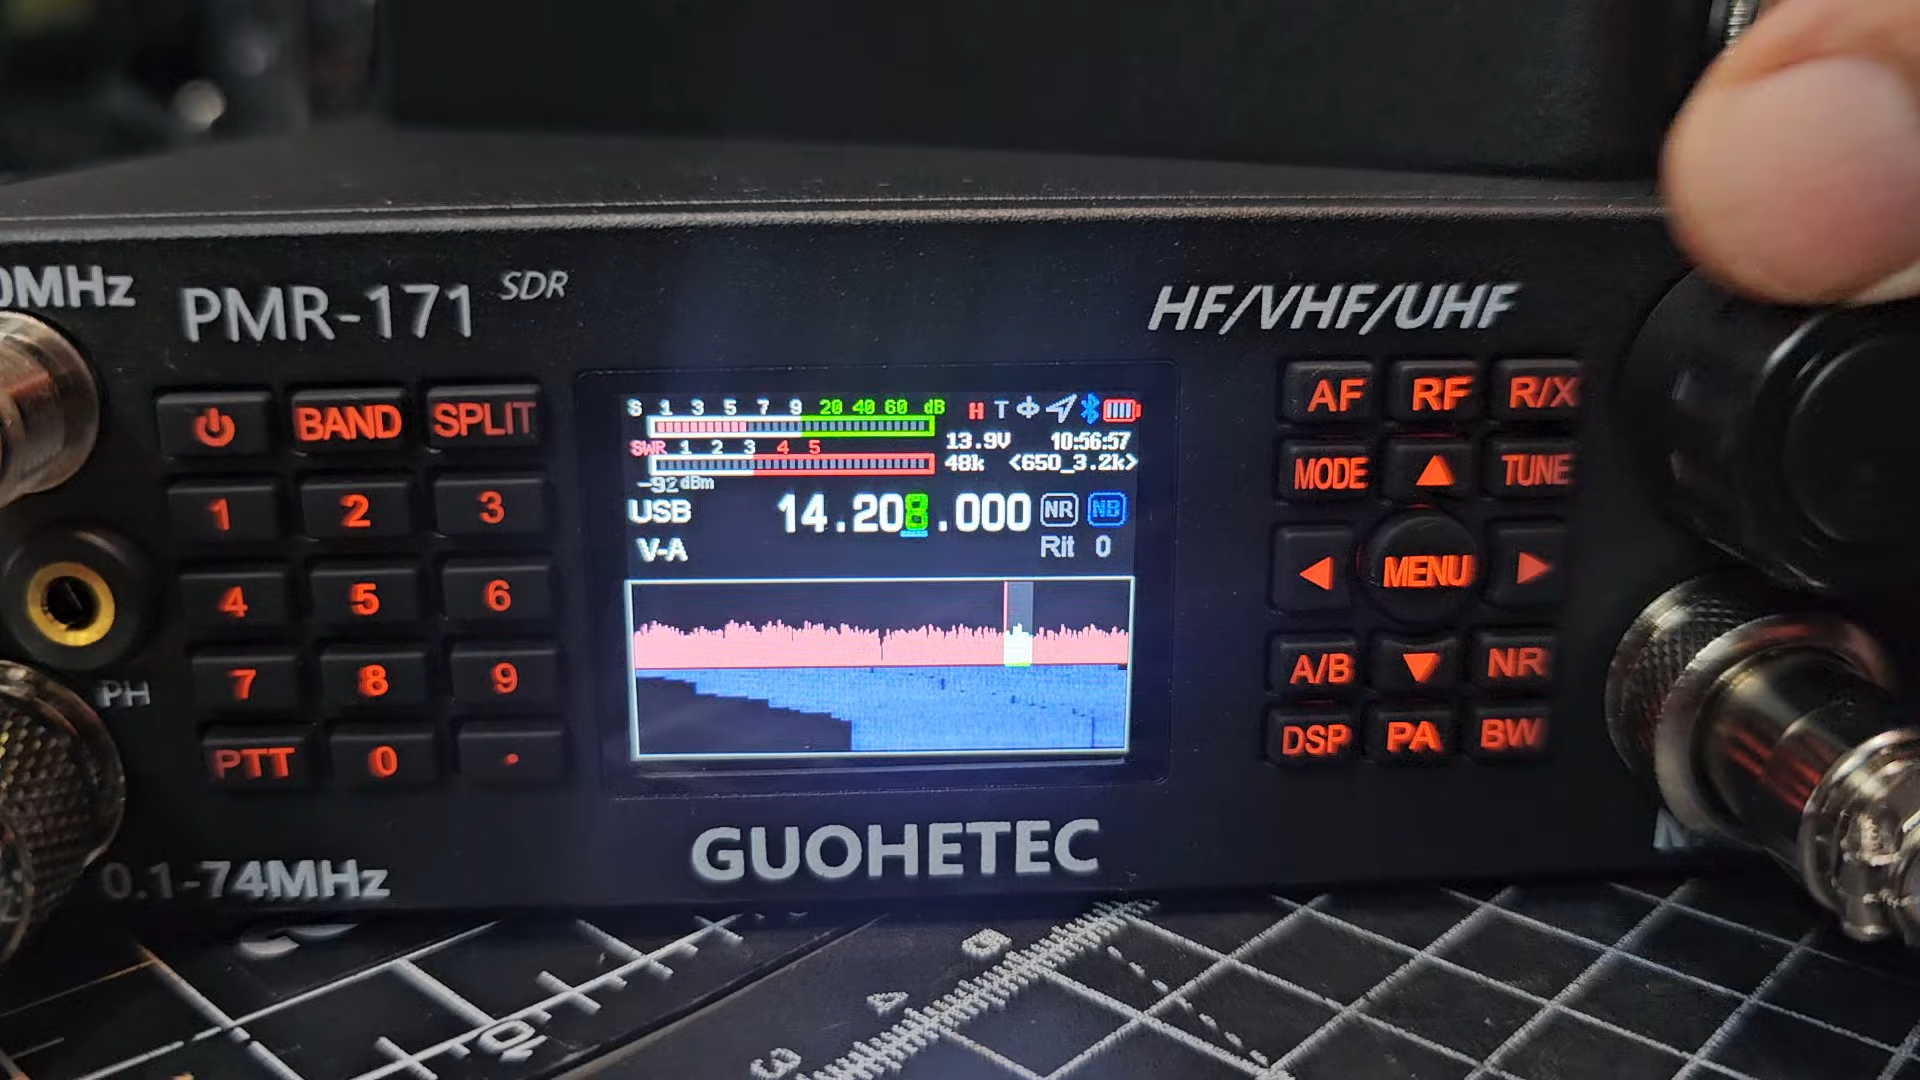 0MHz
PMR-171 SDR
HF/VHF/UHF
BAND SPLIT
1 2 3
4 5 6
7 8 9
PTT 0 .
PH
0.1-74MHz
S 1 3 5 7 9 20 40 60 dB
H T
SWR 1 2 3 4 5
13.9V 10:56:57
48k <650_3.2k>
-92 dBm
USB 14.208.000 NR NB
V-A Rit 0
AF RF R/X
MODE TUNE
MENU
A/B NR
DSP PA BW
GUOHETEC